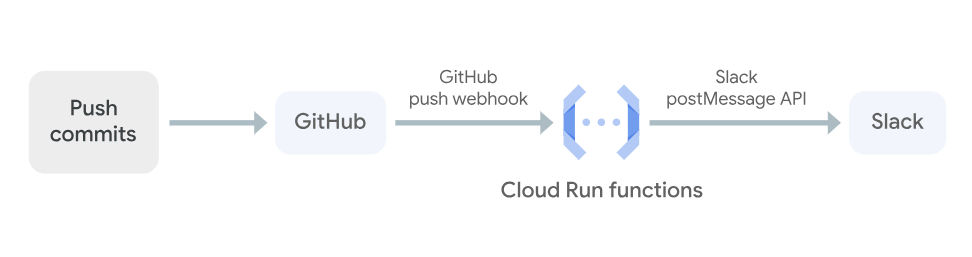 Push
commits
GitHub
GitHub
push webhook
Cloud Run functions
Slack
postMessage API
Slack